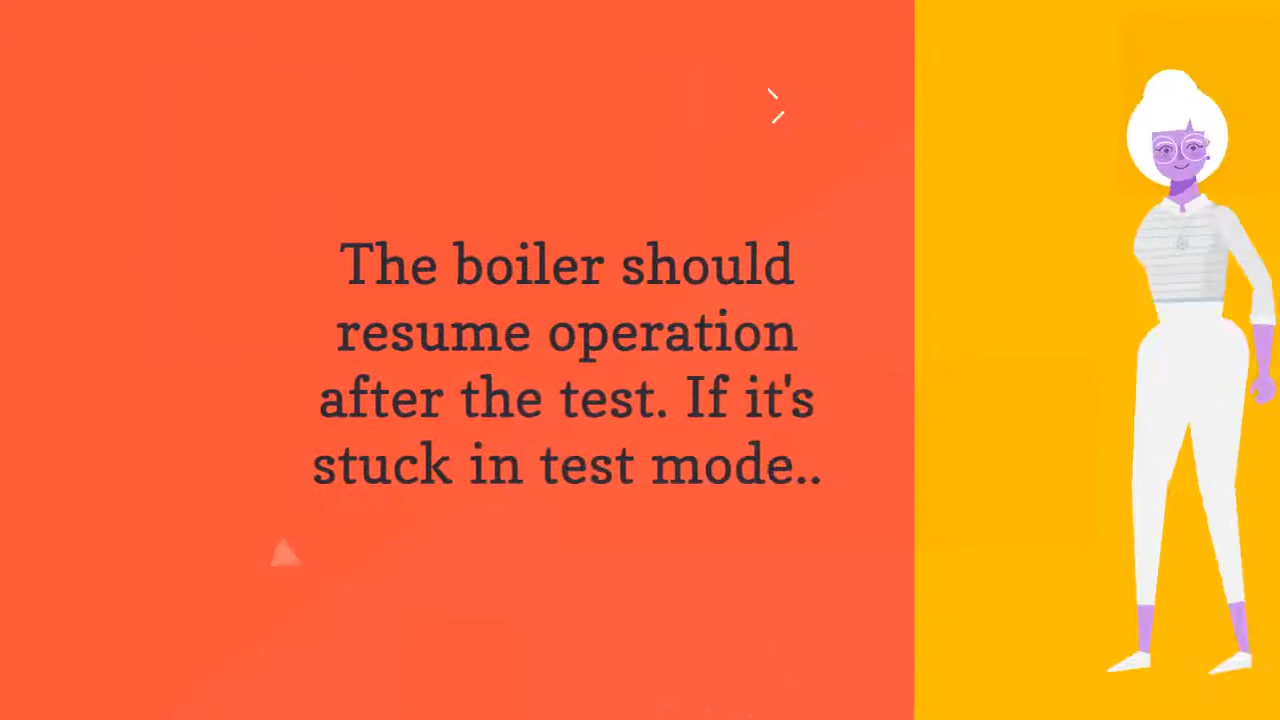 The boiler should
resume operation
after the test. If it's
stuck in test mode..